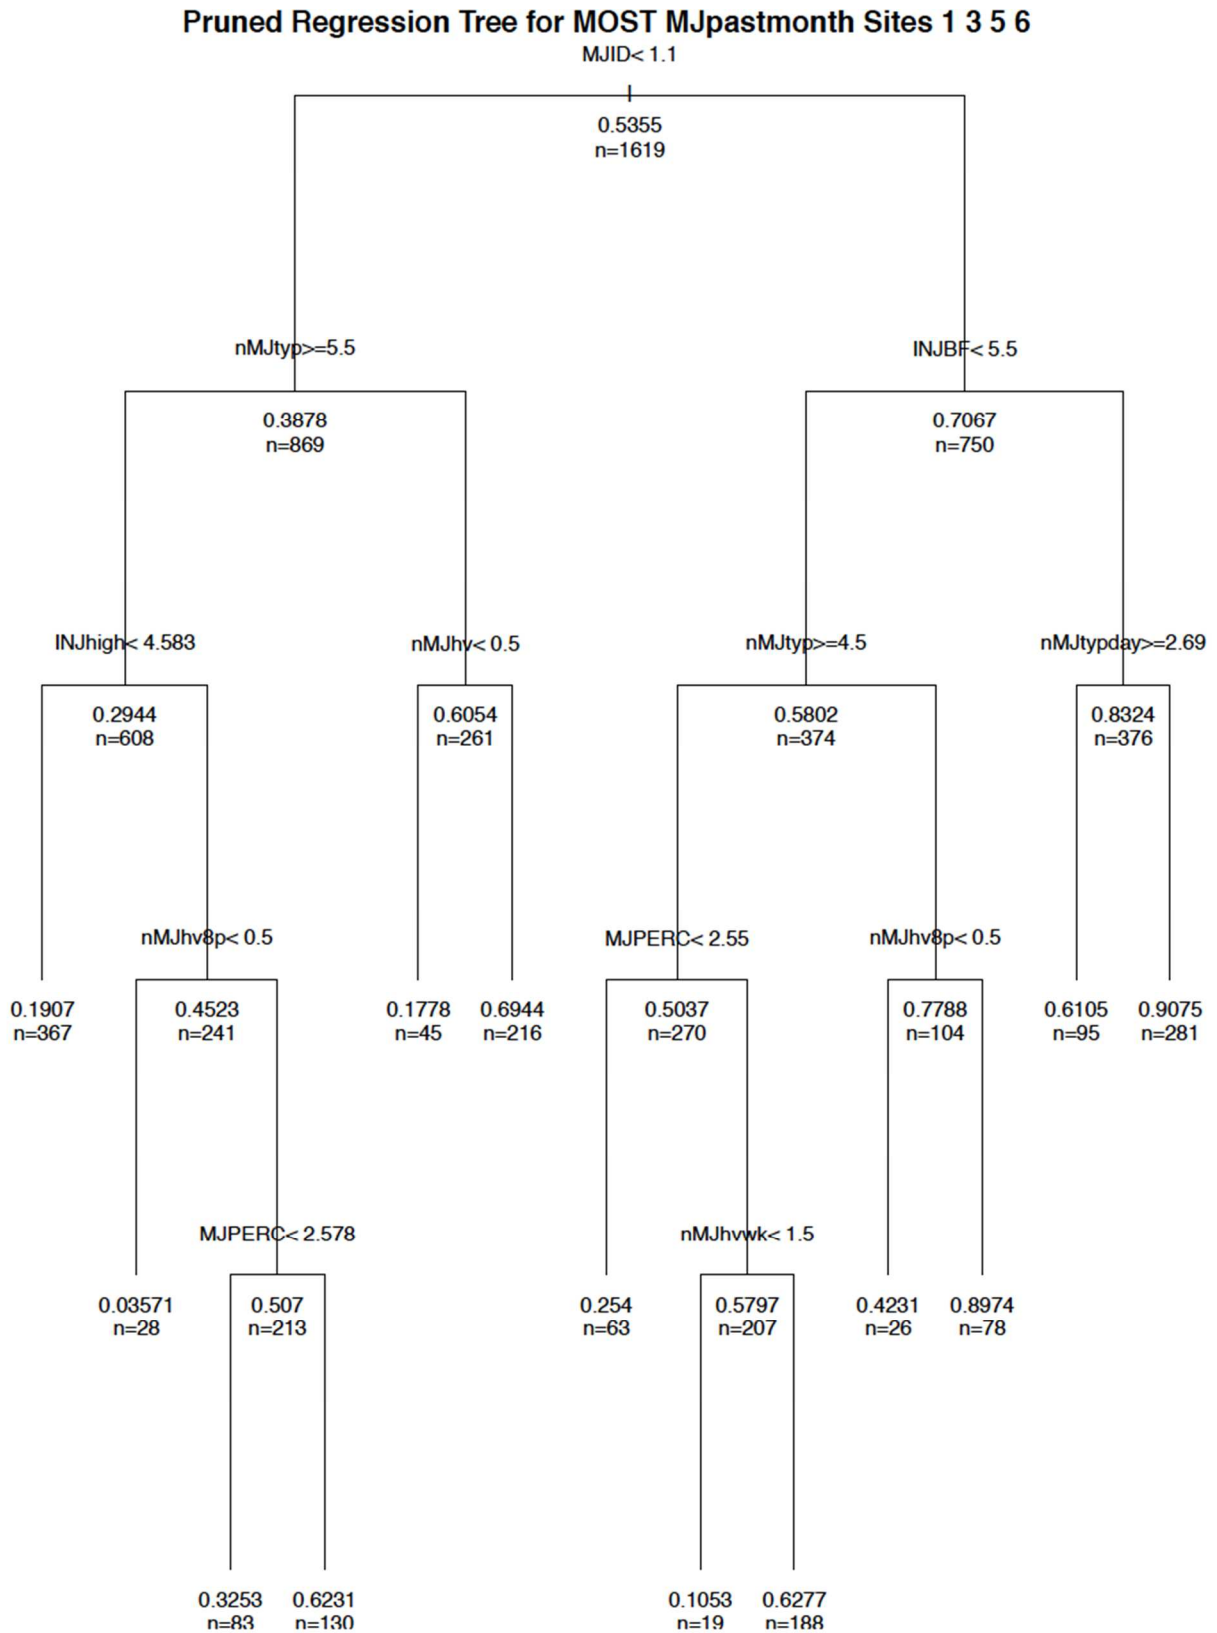 Pruned Regression Tree for MOST MJpastmonth Sites 1 3 5 6
MJID< 1.1
0.5355
n=1619
nMJtyp>=5.5
INJBF< 5.5
0.3878
n=869
0.7067
n=750
INJhigh< 4.583
nMJhv< 0.5
nMJtyp>=4.5
nMJtypday>=2.69
0.2944
n=608
0.6054
n=261
0.5802
n=374
0.8324
n=376
nMJhv8p< 0.5
MJPERC< 2.55
nMJhv8p< 0.5
0.1907
n=367
0.4523
n=241
0.1778
n=45
0.6944
n=216
0.5037
n=270
0.7788
n=104
0.6105
n=95
0.9075
n=281
MJPERC< 2.578
nMJhvwk< 1.5
0.03571
n=28
0.507
n=213
0.254
n=63
0.5797
n=207
0.4231
n=26
0.8974
n=78
0.3253
n=83
0.6231
n=130
0.1053
n=19
0.6277
n=188